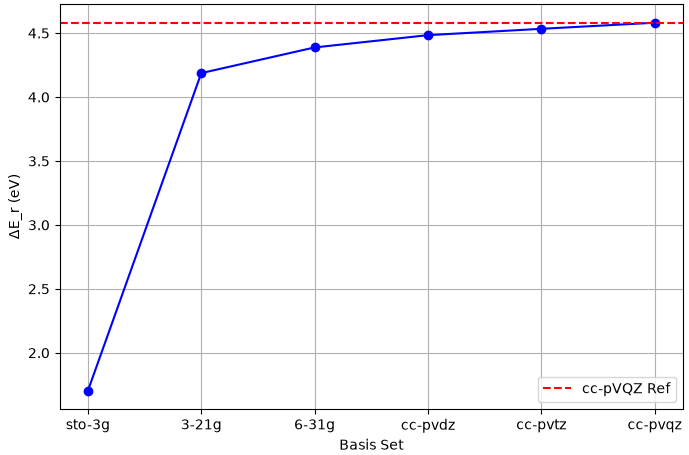 4.5
4.0
3.5
3.0
2.5
2.0
ΔE_r (eV)
cc-pVQZ Ref
sto-3g 3-21g 6-31g cc-pvdz cc-pvtz cc-pvqz
Basis Set